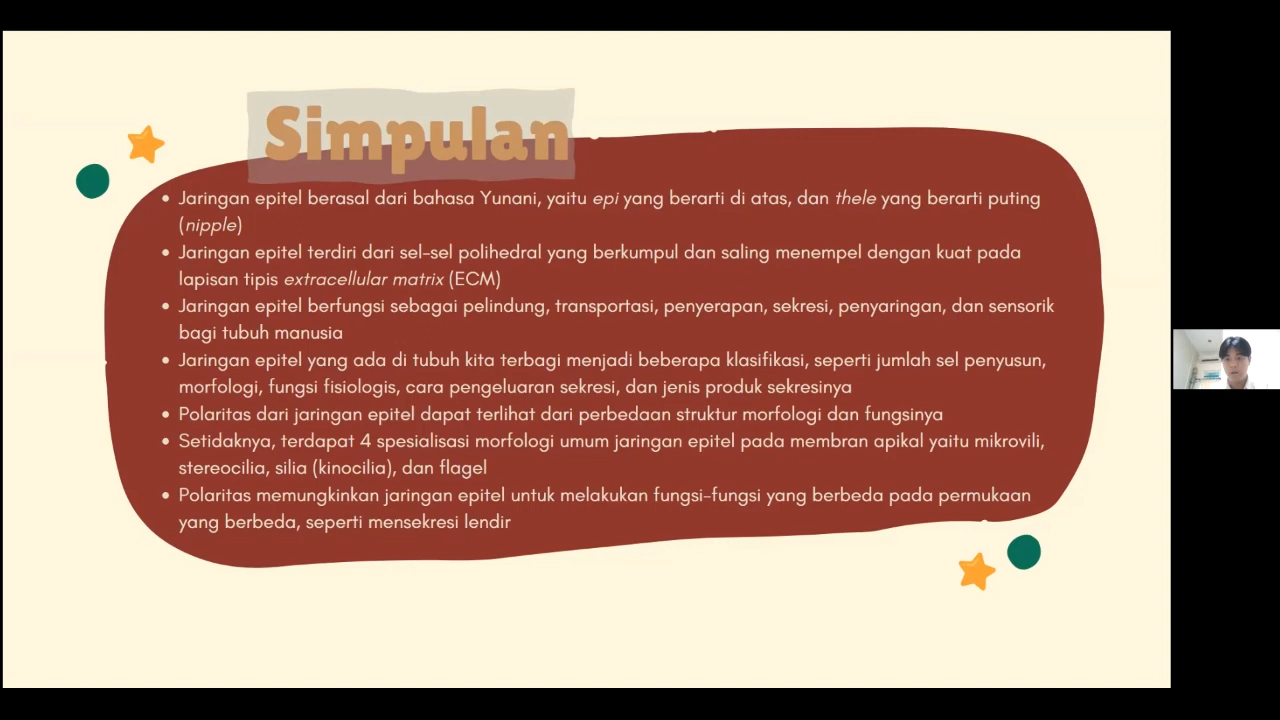 Simpulan
• Jaringan epitel berasal dari bahasa Yunani, yaitu epi yang berarti di atas, dan thele yang berarti puting
(nipple)
• Jaringan epitel terdiri dari sel-sel polihedral yang berkumpul dan saling menempel dengan kuat pada
lapisan tipis extracellular matrix (ECM)
• Jaringan epitel berfungsi sebagai pelindung, transportasi, penyerapan, sekresi, penyaringan, dan sensorik
bagi tubuh manusia
• Jaringan epitel yang ada di tubuh kita terbagi menjadi beberapa klasifikasi, seperti jumlah sel penyusun,
morfologi, fungsi fisiologis, cara pengeluaran sekresi, dan jenis produk sekresinya
• Polaritas dari jaringan epitel dapat terlihat dari perbedaan struktur morfologi dan fungsinya
• Setidaknya, terdapat 4 spesialisasi morfologi umum jaringan epitel pada membran apikal yaitu mikrovili,
stereocilia, silia (kinocilia), dan flagel
• Polaritas memungkinkan jaringan epitel untuk melakukan fungsi-fungsi yang berbeda pada permukaan
yang berbeda, seperti mensekresi lendir